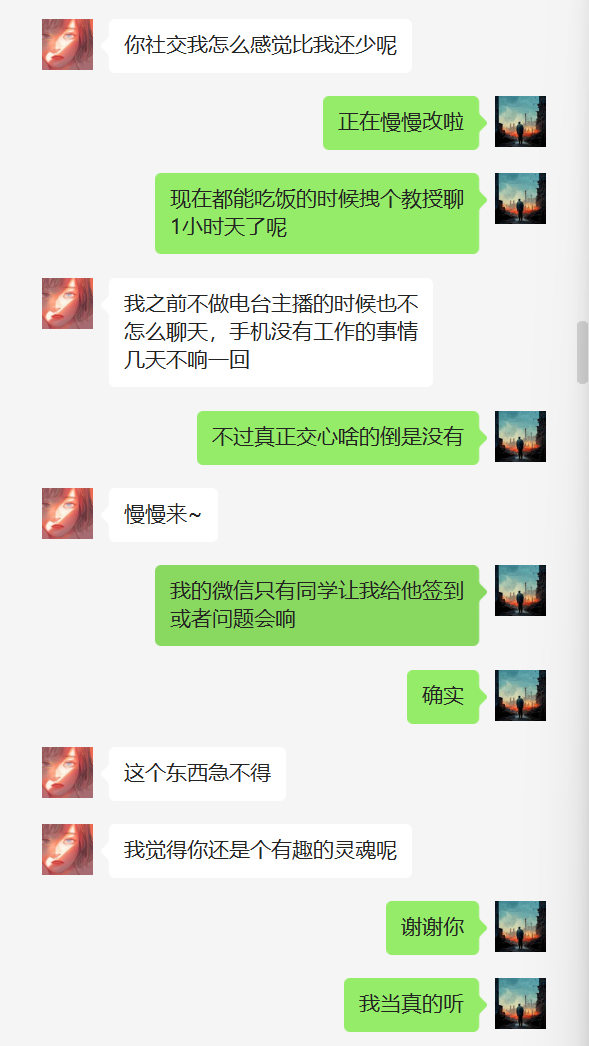 你社交我怎么感觉比我还少呢
正在慢慢改啦
现在都能吃饭的时候拽个教授聊
1小时天了呢
我之前不做电台主播的时候也不
怎么聊天，手机没有工作的事情
几天不响一回
不过真正交心啥的倒是没有
慢慢来~
我的微信只有同学让我给他签到
或者问题会响
确实
这个东西急不得
我觉得你还是个有趣的灵魂呢
谢谢你
我当真的听